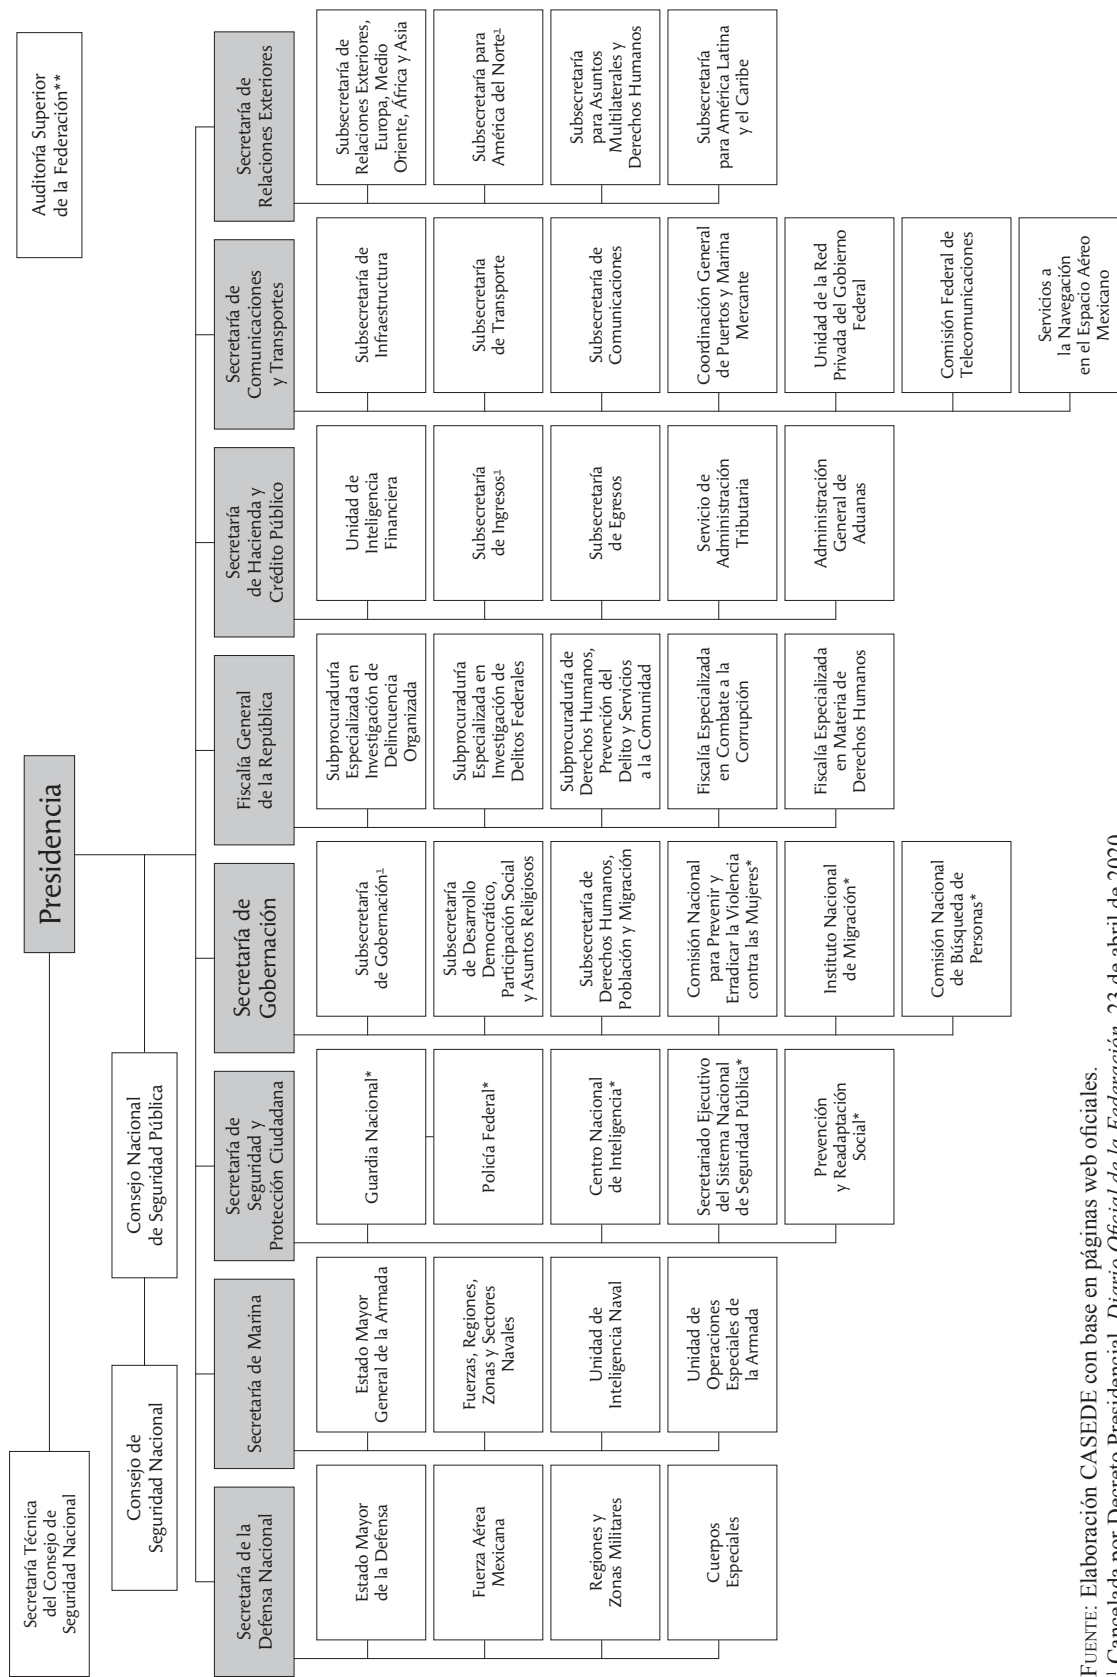 Presidencia
Auditoría Superior
de la Federación**
Secretaría Técnica
del Consejo de
Seguridad Nacional
Consejo de
Seguridad Nacional
Consejo Nacional
de Seguridad Pública
Secretaría de la
Defensa Nacional
Estado Mayor
de la Defensa
Fuerza Aérea
Mexicana
Regiones y
Zonas Militares
Cuerpos
Especiales
Secretaría de Marina
Estado Mayor
General de la Armada
Fuerzas, Regiones,
Zonas y Sectores
Navales
Unidad de
Inteligencia Naval
Unidad de
Operaciones
Especiales de
la Armada
Secretaría de
Seguridad y
Protección Ciudadana
Guardia Nacional*
Policía Federal*
Centro Nacional
de Inteligencia*
Secretariado Ejecutivo
del Sistema Nacional
de Seguridad Pública*
Prevención
y Readaptación
Social*
Secretaría de
Gobernación
Subsecretaría
de Gobernación¹
Subsecretaría
de Desarrollo
Democrático,
Participación Social
y Asuntos Religiosos
Subsecretaría de
Derechos Humanos,
Población y Migración
Comisión Nacional
para Prevenir y
Erradicar la Violencia
contra las Mujeres*
Instituto Nacional
de Migración*
Comisión Nacional
de Búsqueda de
Personas*
Fiscalía General
de la República
Subprocuraduría
Especializada en
Investigación de
Delincuencia
Organizada
Subprocuraduría
Especializada en
Investigación de
Delitos Federales
Subprocuraduría de
Derechos Humanos,
Prevención del
Delito y Servicios
a la Comunidad
Fiscalía Especializada
en Combate a la
Corrupción
Fiscalía Especializada
en Materia de
Derechos Humanos
Secretaría
de Hacienda y
Crédito Público
Unidad de
Inteligencia
Financiera
Subsecretaría
de Ingresos¹
Subsecretaría
de Egresos
Servicio de
Administración
Tributaria
Administración
General de
Aduanas
Secretaría de
Comunicaciones
y Transportes
Subsecretaría de
Infraestructura
Subsecretaría
de Transporte
Subsecretaría de
Comunicaciones
Coordinación General
de Puertos y Marina
Mercante
Unidad de la Red
Privada del Gobierno
Federal
Comisión Federal de
Telecomunicaciones
Servicios a
la Navegación
en el Espacio Aéreo
Mexicano
Secretaría de
Relaciones Exteriores
Subsecretaría de
Relaciones Exteriores,
Europa, Medio
Oriente, África y Asia
Subsecretaría para
América del Norte¹
Subsecretaría
para Asuntos
Multilaterales y
Derechos Humanos
Subsecretaría
para América Latina
y el Caribe
FUENTE: Elaboración CASEDE con base en páginas web oficiales.
Cancelada por Decreto Presidencial, Diario Oficial de la Federación, 23 de abril de 2020